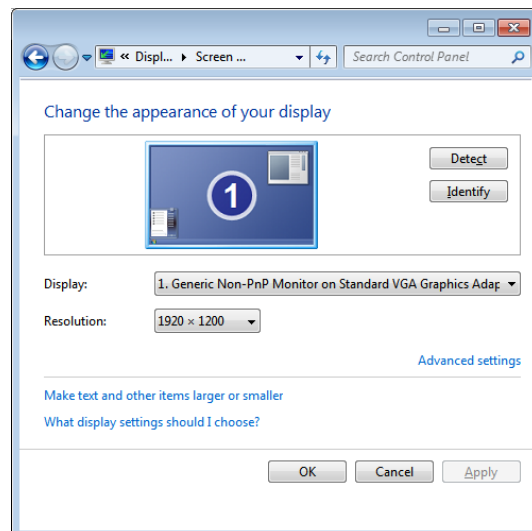 « Displ... ▸ Screen ... Search Control Panel
Change the appearance of your display
1
Detect
Identify
Display: 1. Generic Non-PnP Monitor on Standard VGA Graphics Adap
Resolution: 1920 × 1200
Advanced settings
Make text and other items larger or smaller
What display settings should I choose?
OK Cancel Apply